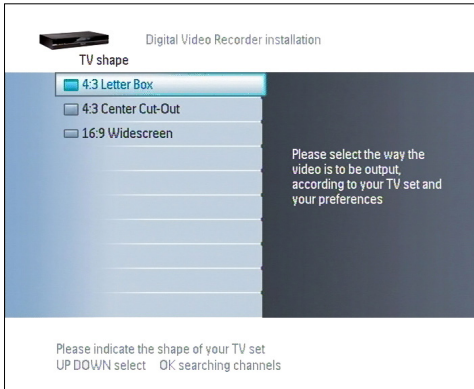 Digital Video Recorder installation
TV shape
4:3 Letter Box
4:3 Center Cut-Out
16:9 Widescreen
Please select the way the
video is to be output,
according to your TV set and
your preferences
Please indicate the shape of your TV set
UP DOWN select OK searching channels